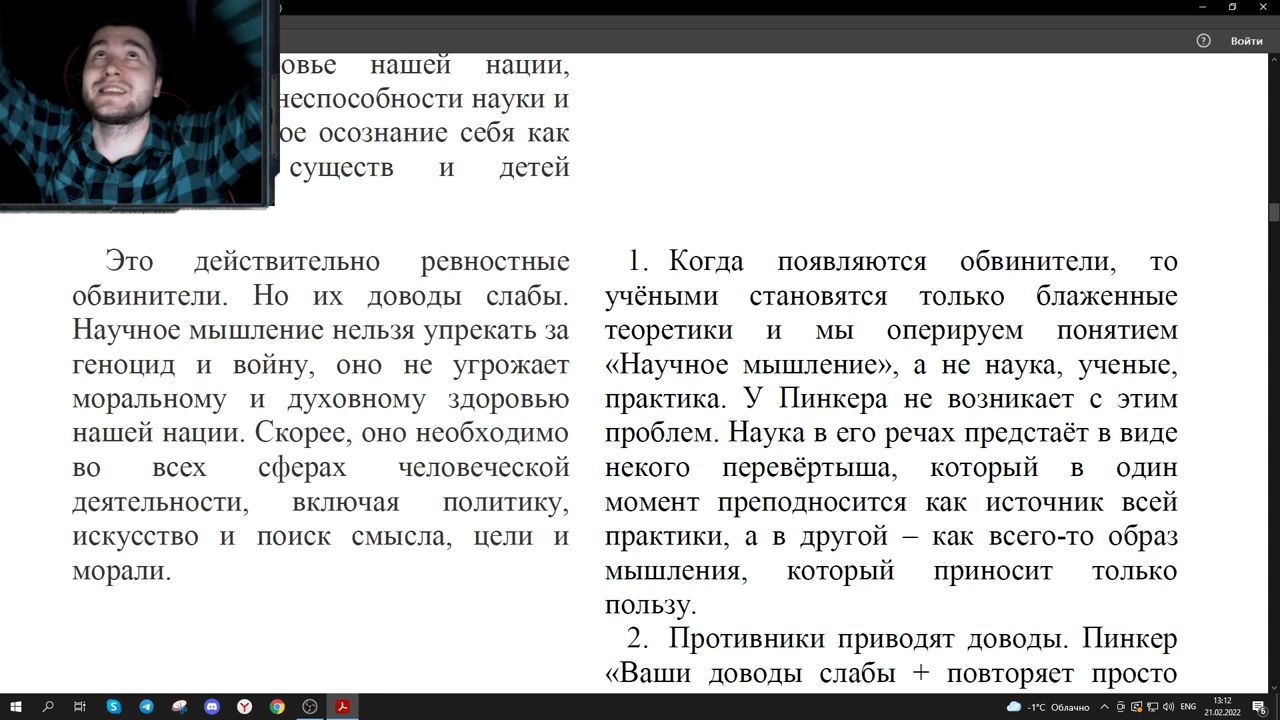 Войти
овье нашей нации,
неспособности науки и
ое осознание себя как
существ и детей
Это действительно ревностные
обвинители. Но их доводы слабы.
Научное мышление нельзя упрекать за
геноцид и войну, оно не угрожает
моральному и духовному здоровью
нашей нации. Скорее, оно необходимо
во всех сферах человеческой
деятельности, включая политику,
искусство и поиск смысла, цели и
морали.
1. Когда появляются обвинители, то
учёными становятся только блаженные
теоретики и мы оперируем понятием
«Научное мышление», а не наука, ученые,
практика. У Пинкера не возникает с этим
проблем. Наука в его речах предстаёт в виде
некого перевёртыша, который в один
момент преподносится как источник всей
практики, а в другой – как всего-то образ
мышления, который приносит только
пользу.
2. Противники приводят доводы. Пинкер
«Ваши доводы слабы + повторяет просто
-1°C Облачно
ENG
13:12
21.02.2022
6